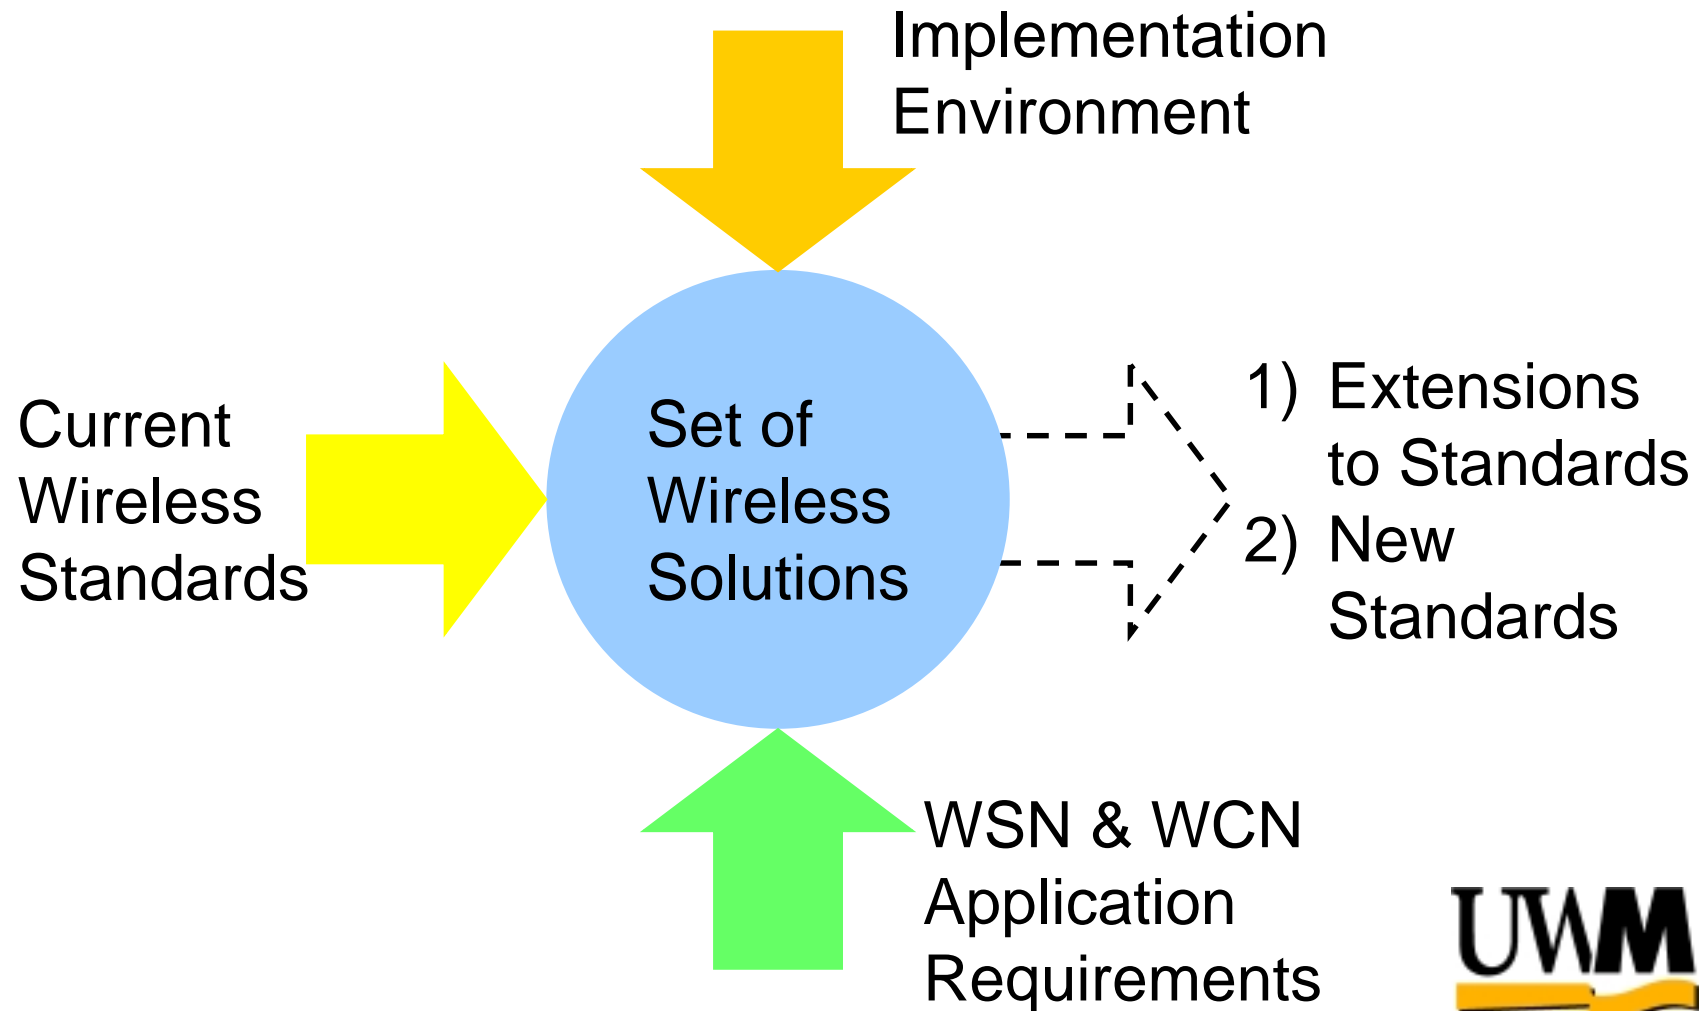 Implementation
Environment
Current
Wireless
Standards
Set of
Wireless
Solutions
1) Extensions
to Standards
2) New
Standards
WSN & WCN
Application
Requirements
UWM